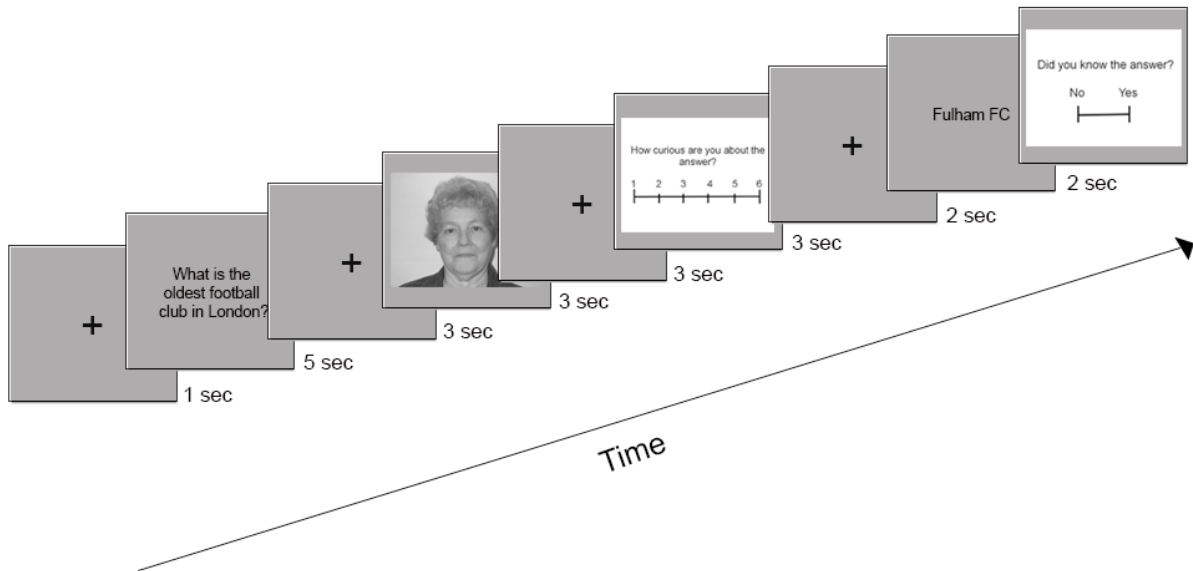 +
1 sec
What is the
oldest football
club in London?
5 sec
+
3 sec
3 sec
+
3 sec
How curious are you about the
answer?
1 2 3 4 5 6
3 sec
+
2 sec
Fulham FC
2 sec
Did you know the answer?
No Yes
Time